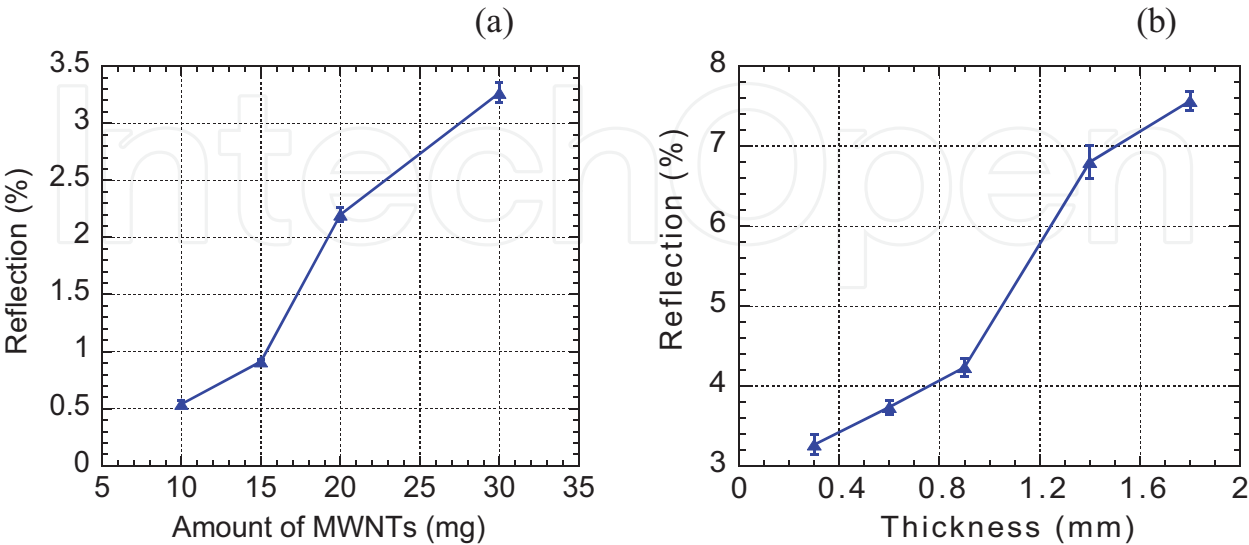 (a)
3.5
3
2.5
2
1.5
1
0.5
0
5 10 15 20 25 30 35
Reflection (%)
Amount of MWNTs (mg)
(b)
8
7
6
5
4
3
0 0.4 0.8 1.2 1.6 2
Reflection (%)
Thickness (mm)
IntechOpen